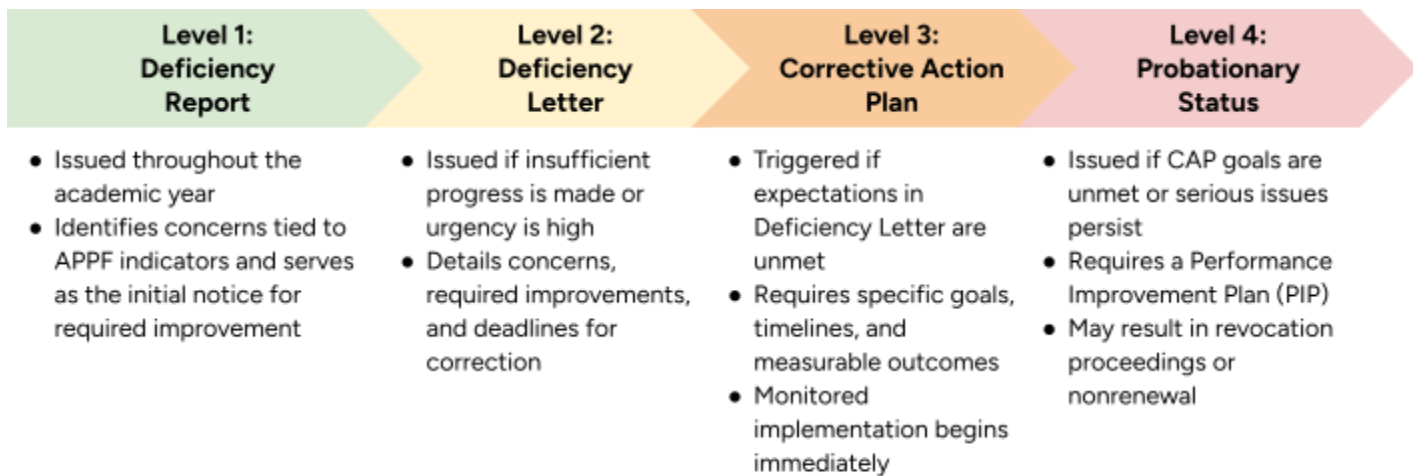 Level 1:
Deficiency
Report
● Issued throughout the
academic year
● Identifies concerns tied to
APPF indicators and serves
as the initial notice for
required improvement
Level 2:
Deficiency
Letter
● Issued if insufficient
progress is made or
urgency is high
● Details concerns,
required improvements,
and deadlines for
correction
Level 3:
Corrective Action
Plan
● Triggered if
expectations in
Deficiency Letter are
unmet
● Requires specific goals,
timelines, and
measurable outcomes
● Monitored
implementation begins
immediately
Level 4:
Probationary
Status
● Issued if CAP goals are
unmet or serious issues
persist
● Requires a Performance
Improvement Plan (PIP)
● May result in revocation
proceedings or
nonrenewal